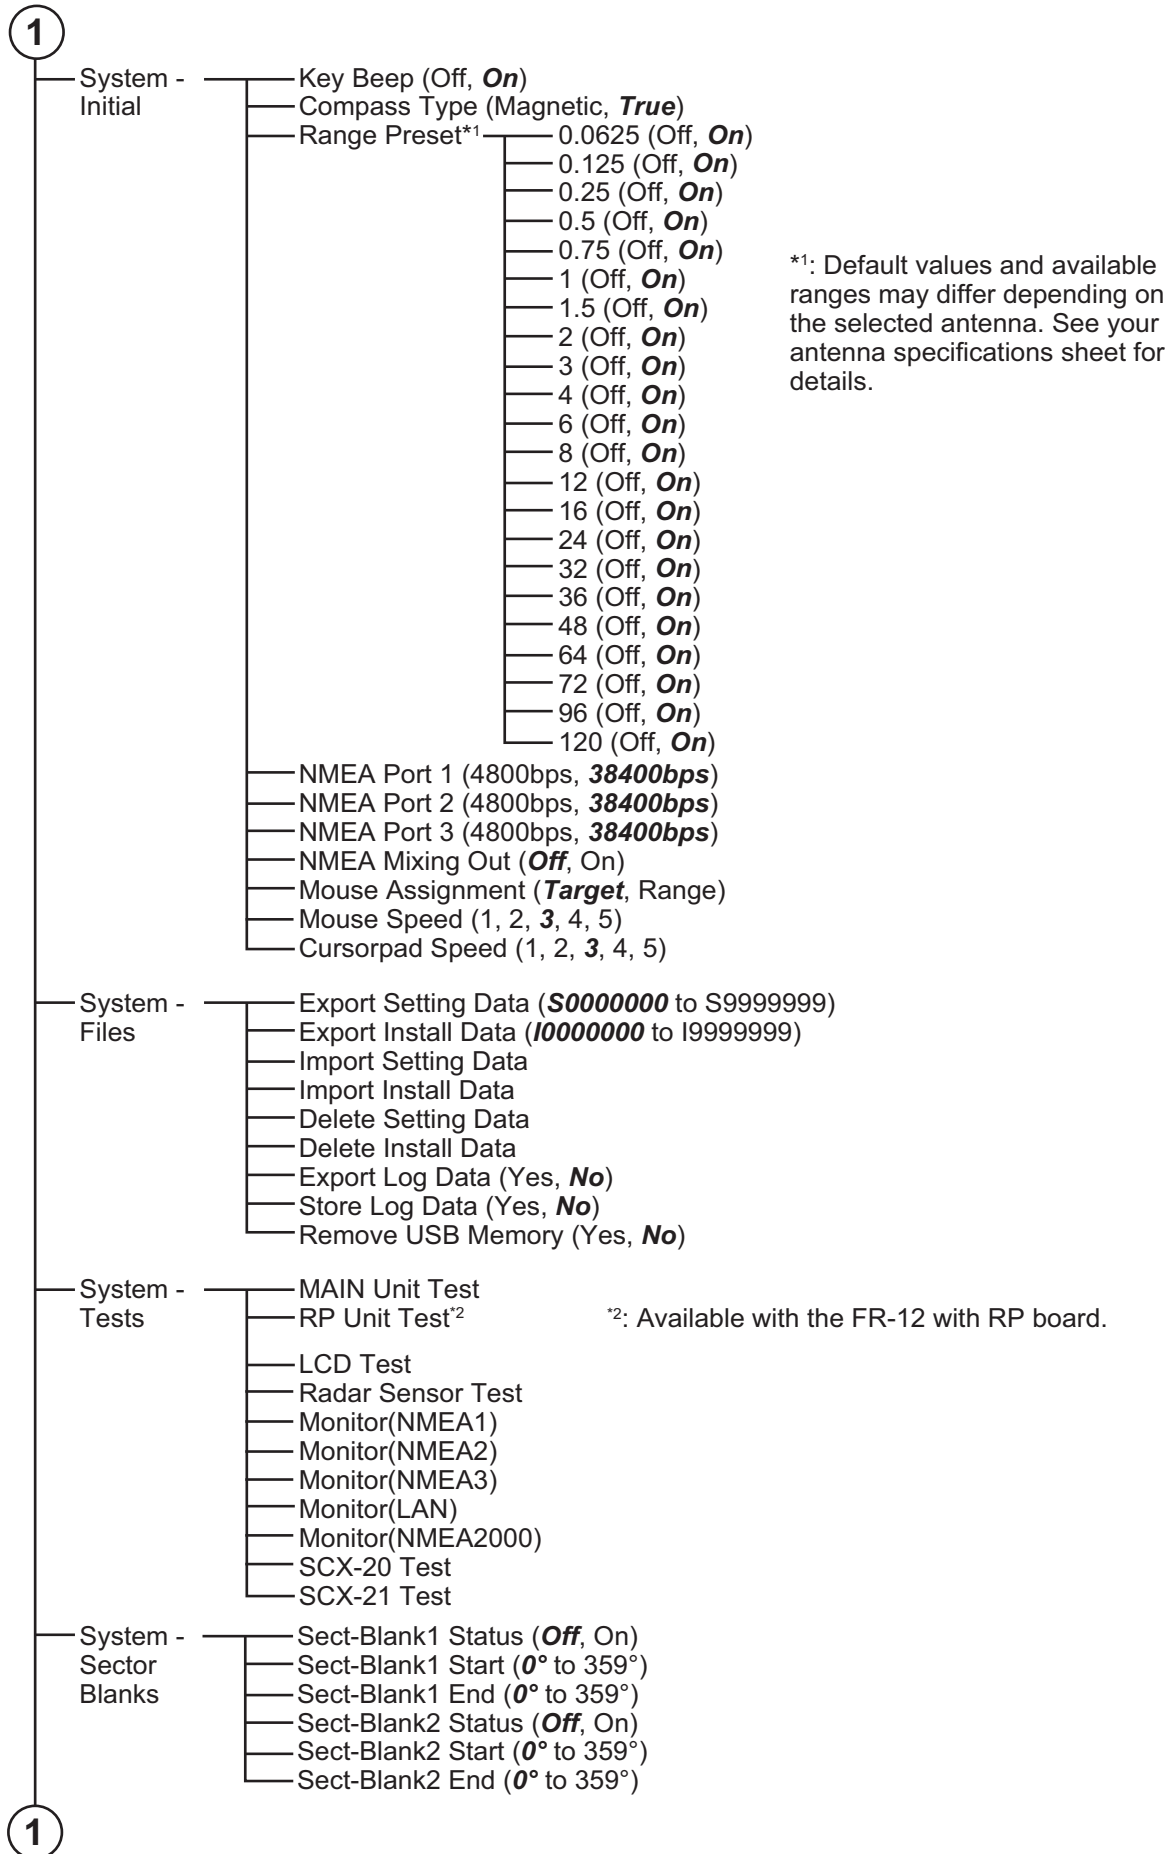 1
System -
Initial
Key Beep (Off, On)
Compass Type (Magnetic, True)
Range Preset*1
0.0625 (Off, On)
0.125 (Off, On)
0.25 (Off, On)
0.5 (Off, On)
0.75 (Off, On)
1 (Off, On)
1.5 (Off, On)
2 (Off, On)
3 (Off, On)
4 (Off, On)
6 (Off, On)
8 (Off, On)
12 (Off, On)
16 (Off, On)
24 (Off, On)
32 (Off, On)
36 (Off, On)
48 (Off, On)
64 (Off, On)
72 (Off, On)
96 (Off, On)
120 (Off, On)
*1: Default values and available
ranges may differ depending on
the selected antenna. See your
antenna specifications sheet for
details.
NMEA Port 1 (4800bps, 38400bps)
NMEA Port 2 (4800bps, 38400bps)
NMEA Port 3 (4800bps, 38400bps)
NMEA Mixing Out (Off, On)
Mouse Assignment (Target, Range)
Mouse Speed (1, 2, 3, 4, 5)
Cursorpad Speed (1, 2, 3, 4, 5)
System -
Files
Export Setting Data (S0000000 to S9999999)
Export Install Data (I0000000 to I9999999)
Import Setting Data
Import Install Data
Delete Setting Data
Delete Install Data
Export Log Data (Yes, No)
Store Log Data (Yes, No)
Remove USB Memory (Yes, No)
System -
Tests
MAIN Unit Test
RP Unit Test*2
*2: Available with the FR-12 with RP board.
LCD Test
Radar Sensor Test
Monitor(NMEA1)
Monitor(NMEA2)
Monitor(NMEA3)
Monitor(LAN)
Monitor(NMEA2000)
SCX-20 Test
SCX-21 Test
System -
Sector
Blanks
Sect-Blank1 Status (Off, On)
Sect-Blank1 Start (0° to 359°)
Sect-Blank1 End (0° to 359°)
Sect-Blank2 Status (Off, On)
Sect-Blank2 Start (0° to 359°)
Sect-Blank2 End (0° to 359°)
1